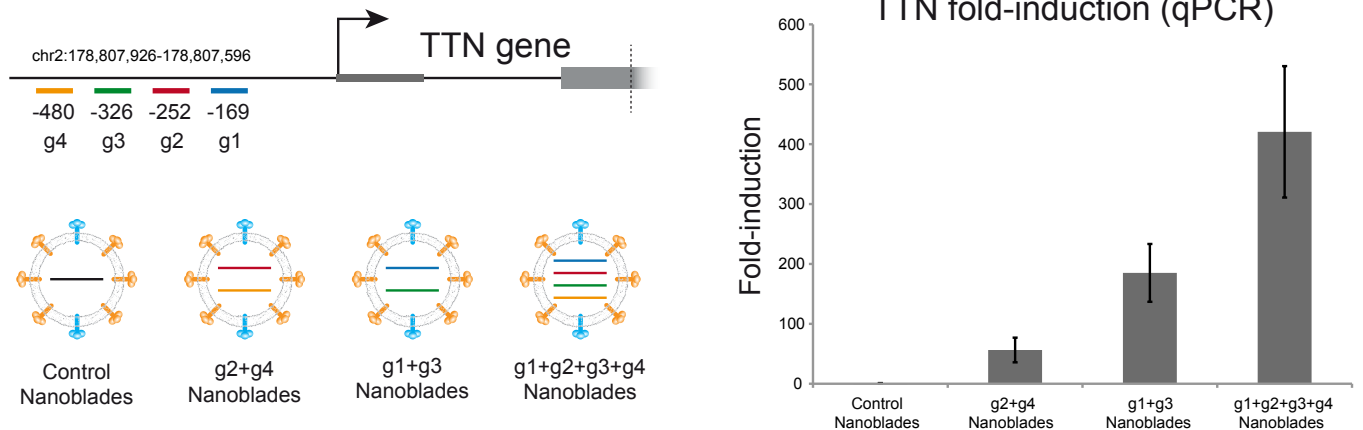 chr2:178,807,926-178,807,596
TTN gene
-480 -326 -252 -169
g4 g3 g2 g1
Control
Nanoblades
g2+g4
Nanoblades
g1+g3
Nanoblades
g1+g2+g3+g4
Nanoblades
TTN fold-induction (qPCR)
Fold-induction
600
500
400
300
200
100
0
Control
Nanoblades
g2+g4
Nanoblades
g1+g3
Nanoblades
g1+g2+g3+g4
Nanoblades